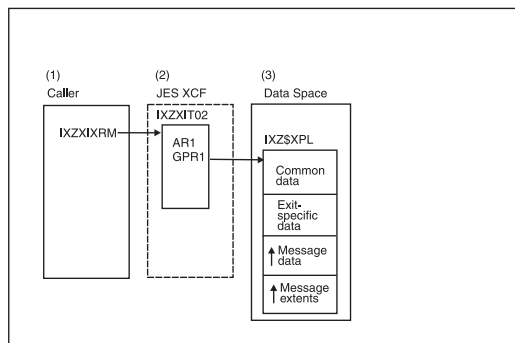 (1)
Caller
IXZXIXRM
(2)
JES XCF
IXZXIT02
AR1
GPR1
(3)
Data Space
IXZ$XPL
Common
data
Exit-
specific
data
Message
data
Message
extents